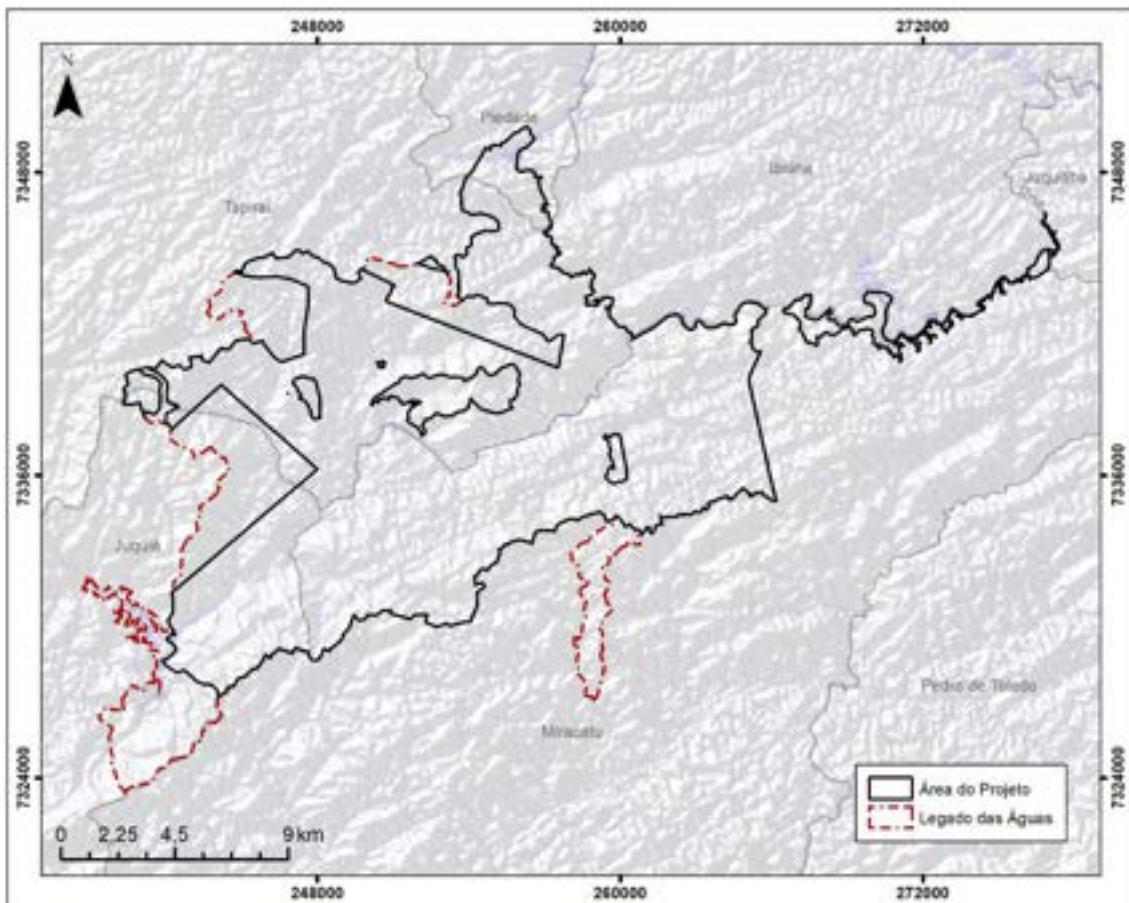 248000 260000 272000
N
Piedade
7348000 7348000
Ibiúna
Juquitiba
Tapiraí
7336000 7336000
Juquiá
Pedro de Toledo
Miracatu
7324000 7324000
Área do Projeto
Legado das Águas
0 2.25 4.5 9 km
248000 260000 272000